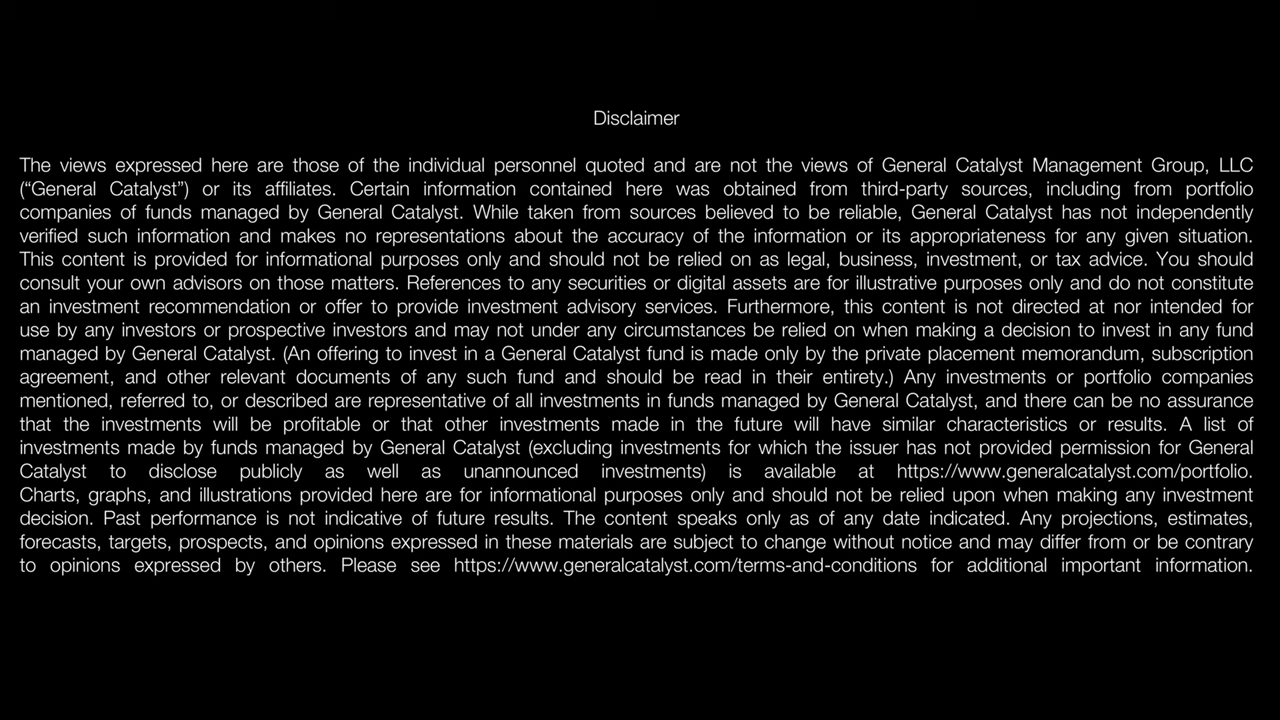 Disclaimer
The views expressed here are those of the individual personnel quoted and are not the views of General Catalyst Management Group, LLC
(“General Catalyst”) or its affiliates. Certain information contained here was obtained from third-party sources, including from portfolio
companies of funds managed by General Catalyst. While taken from sources believed to be reliable, General Catalyst has not independently
verified such information and makes no representations about the accuracy of the information or its appropriateness for any given situation.
This content is provided for informational purposes only and should not be relied on as legal, business, investment, or tax advice. You should
consult your own advisors on those matters. References to any securities or digital assets are for illustrative purposes only and do not constitute
an investment recommendation or offer to provide investment advisory services. Furthermore, this content is not directed at nor intended for
use by any investors or prospective investors and may not under any circumstances be relied on when making a decision to invest in any fund
managed by General Catalyst. (An offering to invest in a General Catalyst fund is made only by the private placement memorandum, subscription
agreement, and other relevant documents of any such fund and should be read in their entirety.) Any investments or portfolio companies
mentioned, referred to, or described are representative of all investments in funds managed by General Catalyst, and there can be no assurance
that the investments will be profitable or that other investments made in the future will have similar characteristics or results. A list of
investments made by funds managed by General Catalyst (excluding investments for which the issuer has not provided permission for General
Catalyst to disclose publicly as well as unannounced investments) is available at https://www.generalcatalyst.com/portfolio.
Charts, graphs, and illustrations provided here are for informational purposes only and should not be relied upon when making any investment
decision. Past performance is not indicative of future results. The content speaks only as of any date indicated. Any projections, estimates,
forecasts, targets, prospects, and opinions expressed in these materials are subject to change without notice and may differ from or be contrary
to opinions expressed by others. Please see https://www.generalcatalyst.com/terms-and-conditions for additional important information.